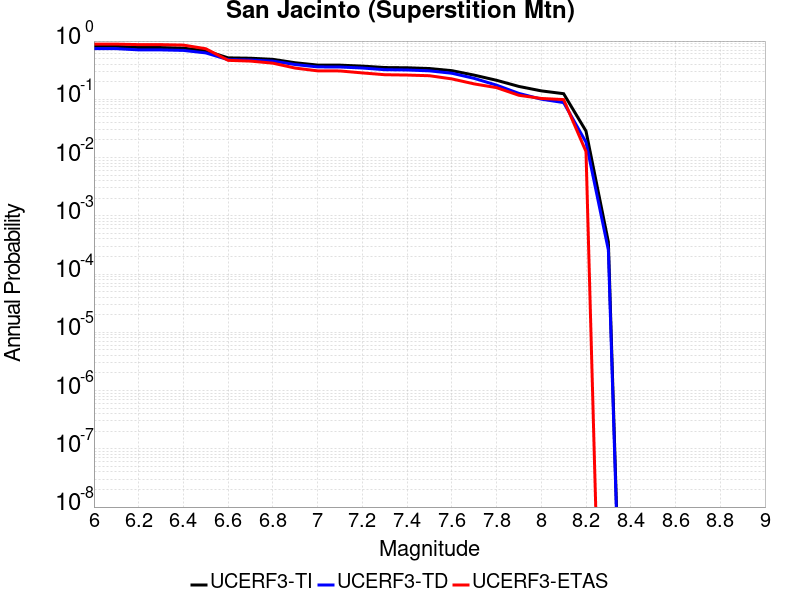 San Jacinto (Superstition Mtn)
Annual Probability
10^0
10^-1
10^-2
10^-3
10^-4
10^-5
10^-6
10^-7
10^-8
6 6.2 6.4 6.6 6.8 7 7.2 7.4 7.6 7.8 8 8.2 8.4 8.6 8.8 9
Magnitude
UCERF3-TI UCERF3-TD UCERF3-ETAS